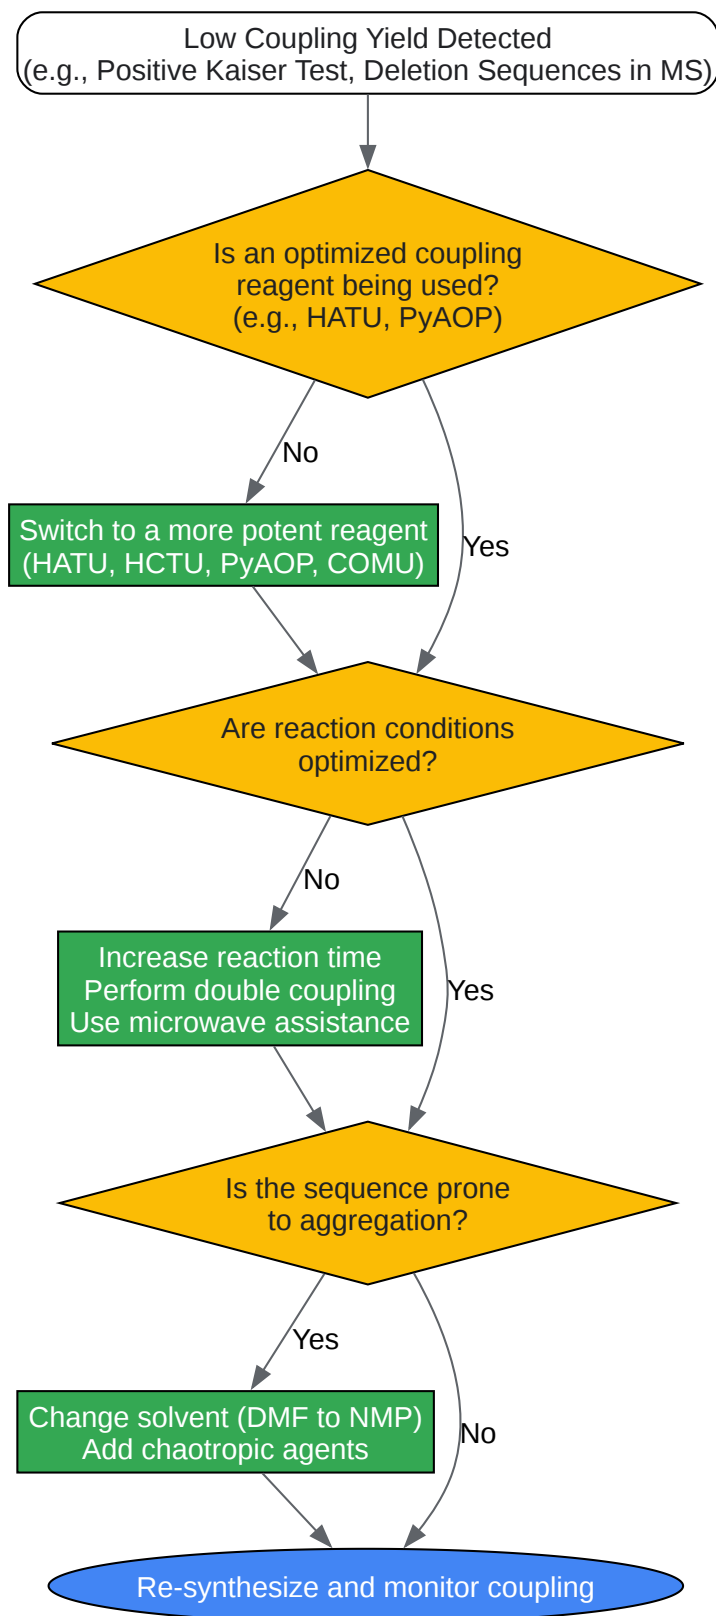 Low Coupling Yield Detected
(e.g., Positive Kaiser Test, Deletion Sequences in MS)
Is an optimized coupling
reagent being used?
(e.g., HATU, PyAOP)
No
Yes
Switch to a more potent reagent
(HATU, HCTU, PyAOP, COMU)
Are reaction conditions
optimized?
No
Yes
Increase reaction time
Perform double coupling
Use microwave assistance
Is the sequence prone
to aggregation?
Yes
No
Change solvent (DMF to NMP)
Add chaotropic agents
Re-synthesize and monitor coupling